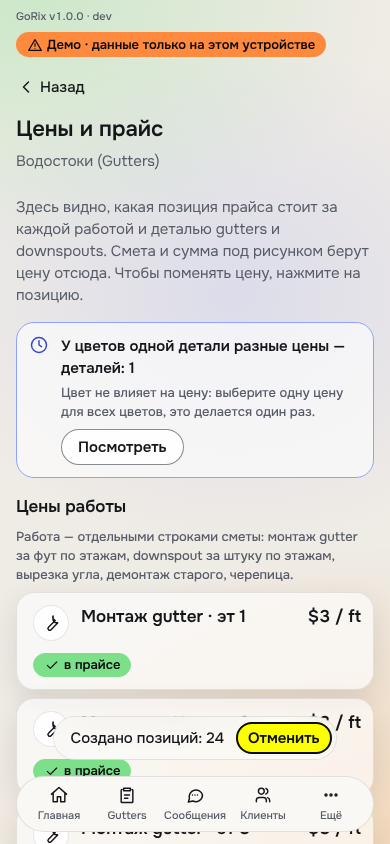 GoRix v1.0.0 · dev
Демо · данные только на этом устройстве
Назад
Цены и прайс
Водостоки (Gutters)
Здесь видно, какая позиция прайса стоит за
каждой работой и деталью gutters и
downspouts. Смета и сумма под рисунком берут
цену отсюда. Чтобы поменять цену, нажмите на
позицию.
У цветов одной детали разные цены —
деталей: 1
Цвет не влияет на цену: выберите одну цену
для всех цветов, это делается один раз.
Посмотреть
Цены работы
Работа — отдельными строками сметы: монтаж gutter
за фут по этажам, downspout за штуку по этажам,
вырезка угла, демонтаж старого, черепица.
Монтаж gutter · эт 1 $3 / ft
в прайсе
/ ft
Создано позиций: 24 Отменить
в прайсе
Главная Gutters Сообщения Клиенты Ещё